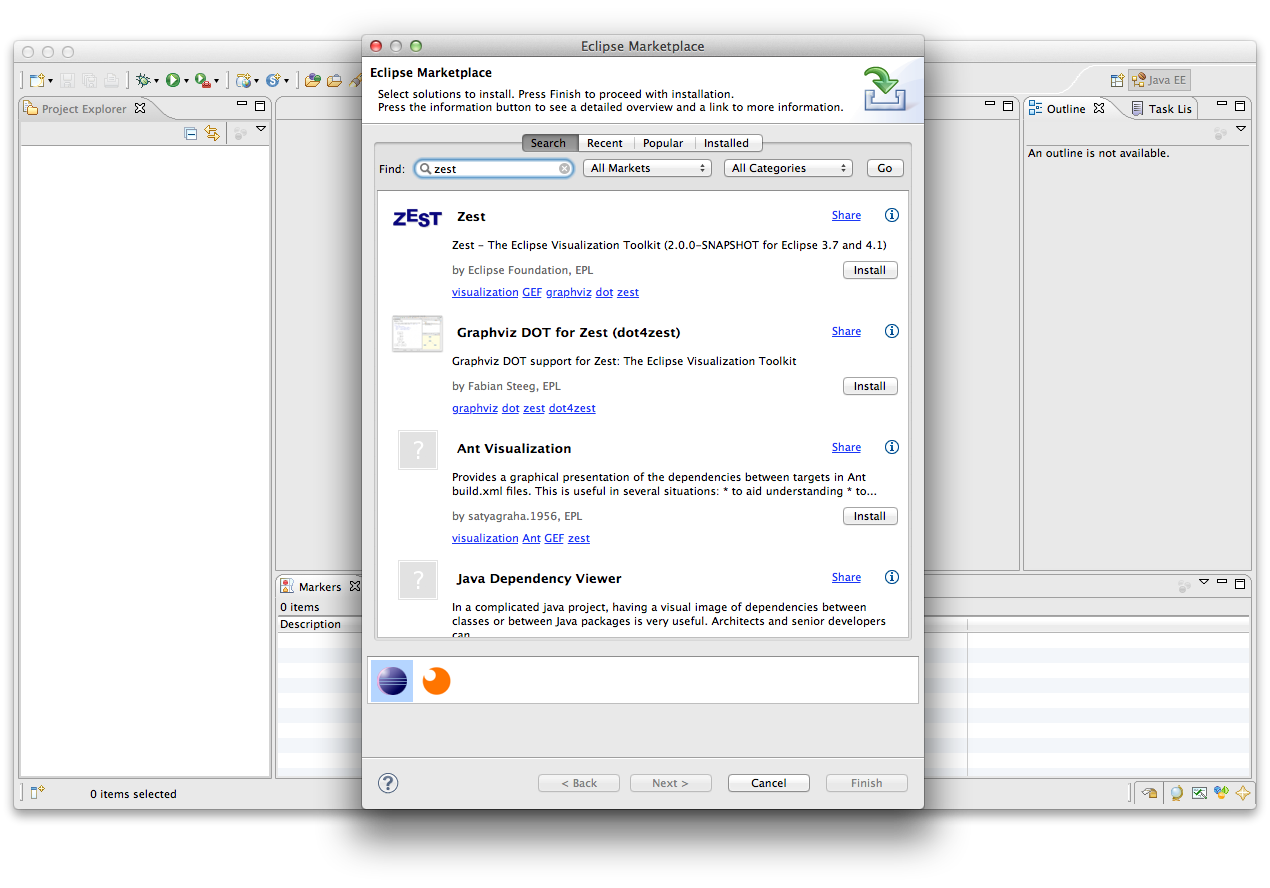 Eclipse Marketplace
Java EE
Project Explorer
Outline
Task Lis
An outline is not available.
Markers
0 items
Description
0 items selected
Eclipse Marketplace
Select solutions to install. Press Finish to proceed with installation.
Press the information button to see a detailed overview and a link to more information.
Search Recent Popular Installed
Find: zest All Markets All Categories Go
ZEST Zest Share
Zest - The Eclipse Visualization Toolkit (2.0.0-SNAPSHOT for Eclipse 3.7 and 4.1)
by Eclipse Foundation, EPL Install
visualization GEF graphviz dot zest
Graphviz DOT for Zest (dot4zest) Share
Graphviz DOT support for Zest: The Eclipse Visualization Toolkit
by Fabian Steeg, EPL Install
graphviz dot zest dot4zest
? Ant Visualization Share
Provides a graphical presentation of the dependencies between targets in Ant
build.xml files. This is useful in several situations: * to aid understanding * to...
by satyagraha.1956, EPL Install
visualization Ant GEF zest
? Java Dependency Viewer Share
In a complicated java project, having a visual image of dependencies between
classes or between Java packages is very useful. Architects and senior developers
can
? < Back Next > Cancel Finish